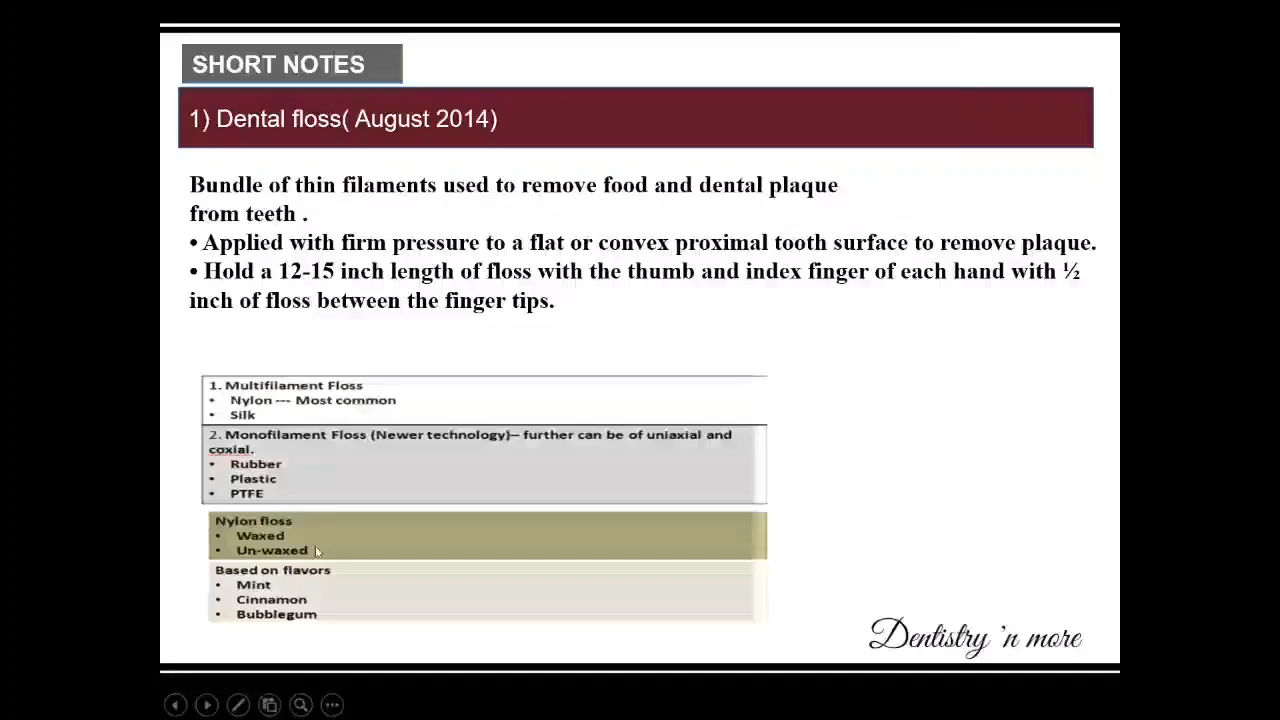 SHORT NOTES
1) Dental floss( August 2014)
Bundle of thin filaments used to remove food and dental plaque
from teeth .
• Applied with firm pressure to a flat or convex proximal tooth surface to remove plaque.
• Hold a 12-15 inch length of floss with the thumb and index finger of each hand with ½
inch of floss between the finger tips.
1. Multifilament Floss
• Nylon --- Most common
• Silk
2. Monofilament Floss (Newer technology)– further can be of uniaxial and
coxial.
• Rubber
• Plastic
• PTFE
Nylon floss
• Waxed
• Un-waxed
Based on flavors
• Mint
• Cinnamon
• Bubblegum
Dentistry 'n more